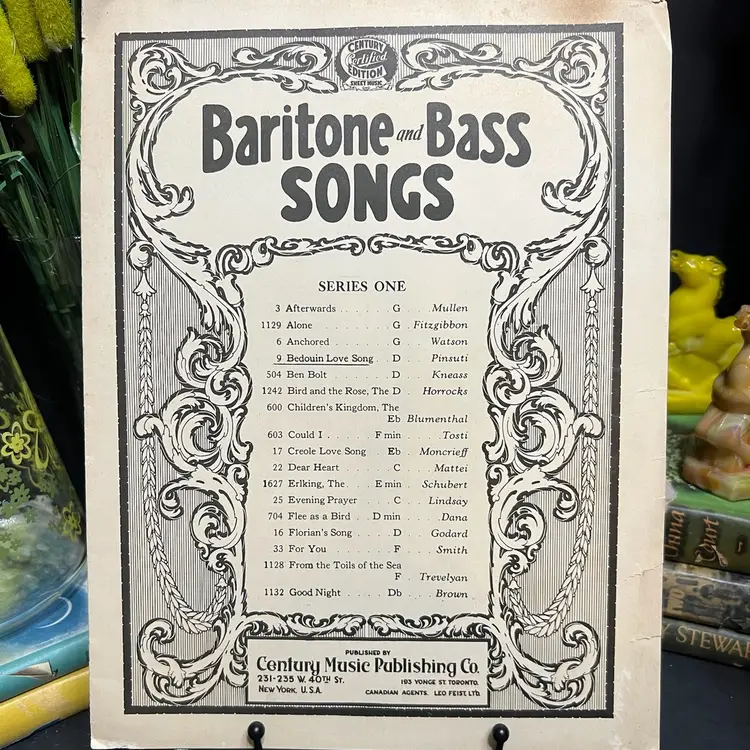 CENTURY
Certified
EDITION
SHEET MUSIC
Baritone and Bass
SONGS
SERIES ONE
3 Afterwards . . . . . G . . Mullen
1129 Alone . . . . . . . G . Fitzgibbon
6 Anchored . . . . . G . . Watson
9 Bedouin Love Song . D . . Pinsuti
504 Ben Bolt . . . . . D . . Kneass
1242 Bird and the Rose, The D . Horrocks
600 Children's Kingdom, The
Eb Blumenthal
603 Could I . . . . F min . . Tosti
17 Creole Love Song Eb . Moncrieff
22 Dear Heart . . . . C . . Mattei
1627 Erlking, The . . . E min . Schubert
25 Evening Prayer . . C . . Lindsay
704 Flee as a Bird . . D min . . . Dana
16 Florian's Song . . . D . . Godard
33 For You . . . . . F . . Smith
1128 From the Toils of the Sea
F . Trevelyan
1132 Good Night . . . . Db . . Brown
PUBLISHED BY
Century Music Publishing Co.
231-235 W. 40TH ST.
NEW YORK, U.S.A.
193 YONGE ST. TORONTO.
CANADIAN AGENTS. LEO FEIST, LTD.
STEWAR